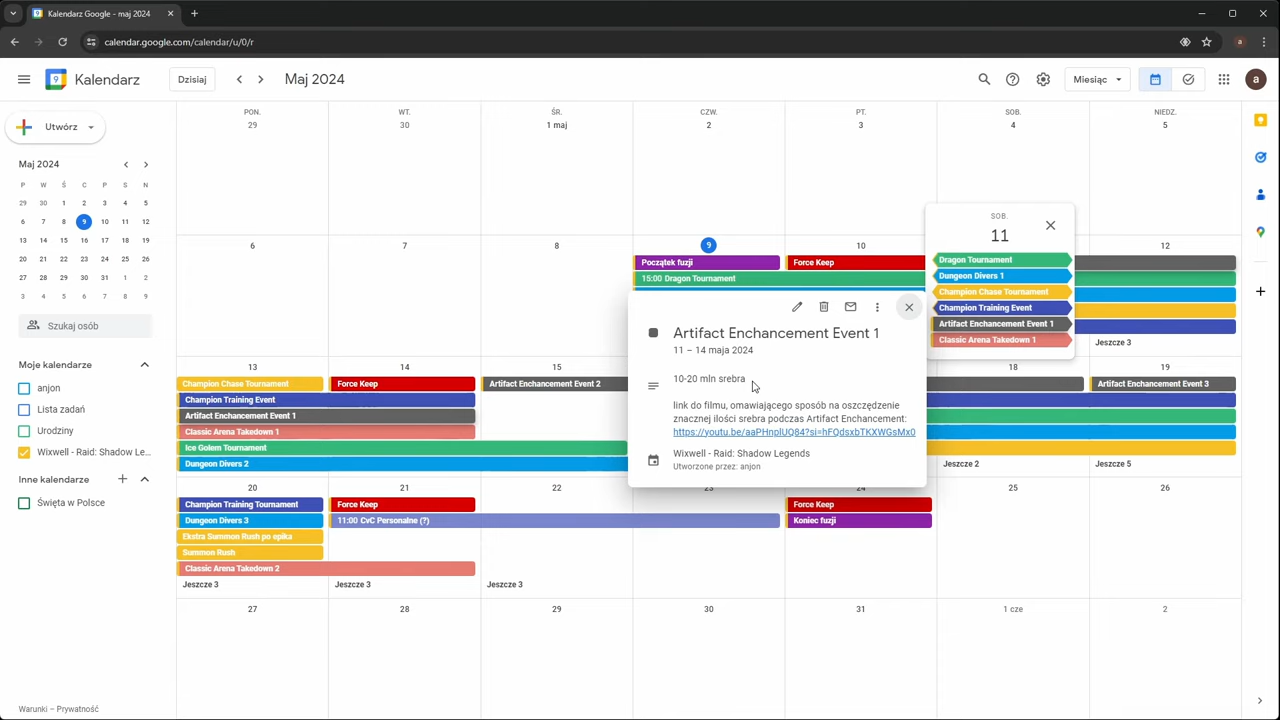 Kalendarz Google - maj 2024
calendar.google.com/calendar/u/0/r
a
9
Kalendarz
Dzisiaj
Maj 2024
Miesiąc
a
Utwórz
Maj 2024
P W Ś C P S N
29 30 1 2 3 4 5
6 7 8 9 10 11 12
13 14 15 16 17 18 19
20 21 22 23 24 25 26
27 28 29 30 31 1 2
3 4 5 6 7 8 9
Szukaj osób
Moje kalendarze
anjon
Lista zadań
Urodziny
Wixwell - Raid: Shadow Le...
Inne kalendarze
Święta w Polsce
Warunki – Prywatność
PON. WT. ŚR. CZW. PT. SOB. NIEDZ.
29 30 1 maj 2 3 4 5
6 7 8 9 10 12
Początek fuzji
Force Keep
15:00 Dragon Tournament
Jeszcze 3
SOB.
11
Dragon Tournament
Dungeon Divers 1
Champion Chase Tournament
Champion Training Event
Artifact Enchancement Event 1
Classic Arena Takedown 1
Artifact Enchancement Event 1
11 – 14 maja 2024
10-20 mln srebra
link do filmu, omawiającego sposób na oszczędzenie
znacznej ilości srebra podczas Artifact Enhancement:
https://youtu.be/aaPHnplUQ84?si=hFQdsxbTKXWGsMx0
Wixwell - Raid: Shadow Legends
Utworzone przez: anjon
13 14 15 18 19
Champion Chase Tournament
Force Keep
Artifact Enchancement Event 2
Artifact Enchancement Event 3
Champion Training Event
Artifact Enchancement Event 1
Classic Arena Takedown 1
Ice Golem Tournament
Dungeon Divers 2
Jeszcze 2
Jeszcze 5
20 21 22 23 24 25 26
Champion Training Tournament
Force Keep
Force Keep
Dungeon Divers 3
11:00 CvC Personalne (?)
Koniec fuzji
Ekstra Summon Rush po epika
Summon Rush
Classic Arena Takedown 2
Jeszcze 3
Jeszcze 3
Jeszcze 3
27 28 29 30 31 1 cze 2